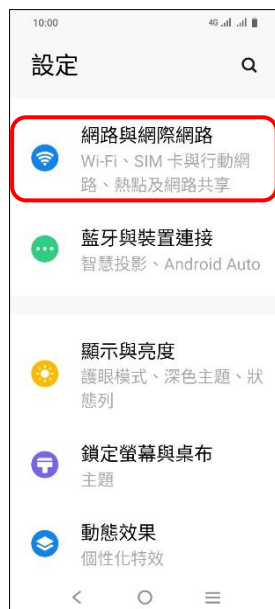 10:00 4G
設定
網路與網際網路
Wi-Fi、SIM 卡與行動網
路、熱點及網路共享
藍牙與裝置連接
智慧投影、Android Auto
顯示與亮度
護眼模式、深色主題、狀
態列
鎖定螢幕與桌布
主題
動態效果
個性化特效